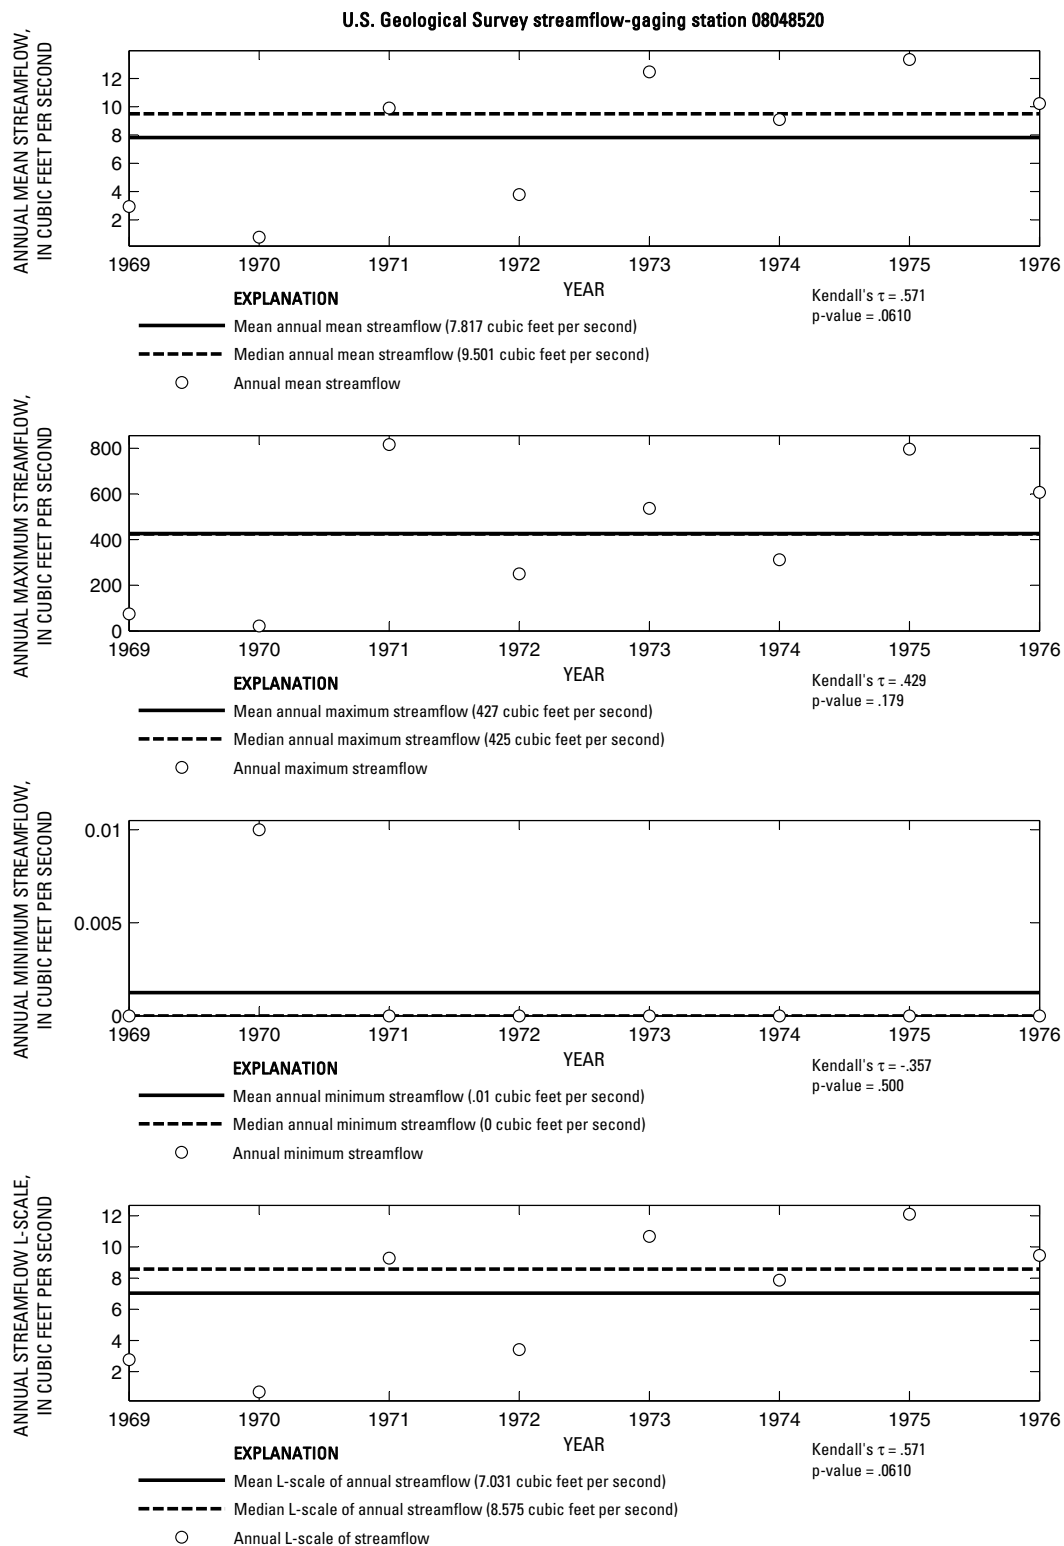 U.S. Geological Survey streamflow-gaging station 08048520
ANNUAL MEAN STREAMFLOW,
IN CUBIC FEET PER SECOND
12
10
8
6
4
2
1969 1970 1971 1972 1973 1974 1975 1976
YEAR
EXPLANATION
Mean annual mean streamflow (7.817 cubic feet per second)
Median annual mean streamflow (9.501 cubic feet per second)
Annual mean streamflow
Kendall's τ = .571
p-value = .0610
ANNUAL MAXIMUM STREAMFLOW,
IN CUBIC FEET PER SECOND
800
600
400
200
0
1969 1970 1971 1972 1973 1974 1975 1976
YEAR
EXPLANATION
Mean annual maximum streamflow (427 cubic feet per second)
Median annual maximum streamflow (425 cubic feet per second)
Annual maximum streamflow
Kendall's τ = .429
p-value = .179
ANNUAL MINIMUM STREAMFLOW,
IN CUBIC FEET PER SECOND
0.01
0.005
0
1969 1970 1971 1972 1973 1974 1975 1976
YEAR
EXPLANATION
Mean annual minimum streamflow (.01 cubic feet per second)
Median annual minimum streamflow (0 cubic feet per second)
Annual minimum streamflow
Kendall's τ = -.357
p-value = .500
ANNUAL STREAMFLOW L-SCALE,
IN CUBIC FEET PER SECOND
12
10
8
6
4
2
1969 1970 1971 1972 1973 1974 1975 1976
YEAR
EXPLANATION
Mean L-scale of annual streamflow (7.031 cubic feet per second)
Median L-scale of annual streamflow (8.575 cubic feet per second)
Annual L-scale of streamflow
Kendall's τ = .571
p-value = .0610